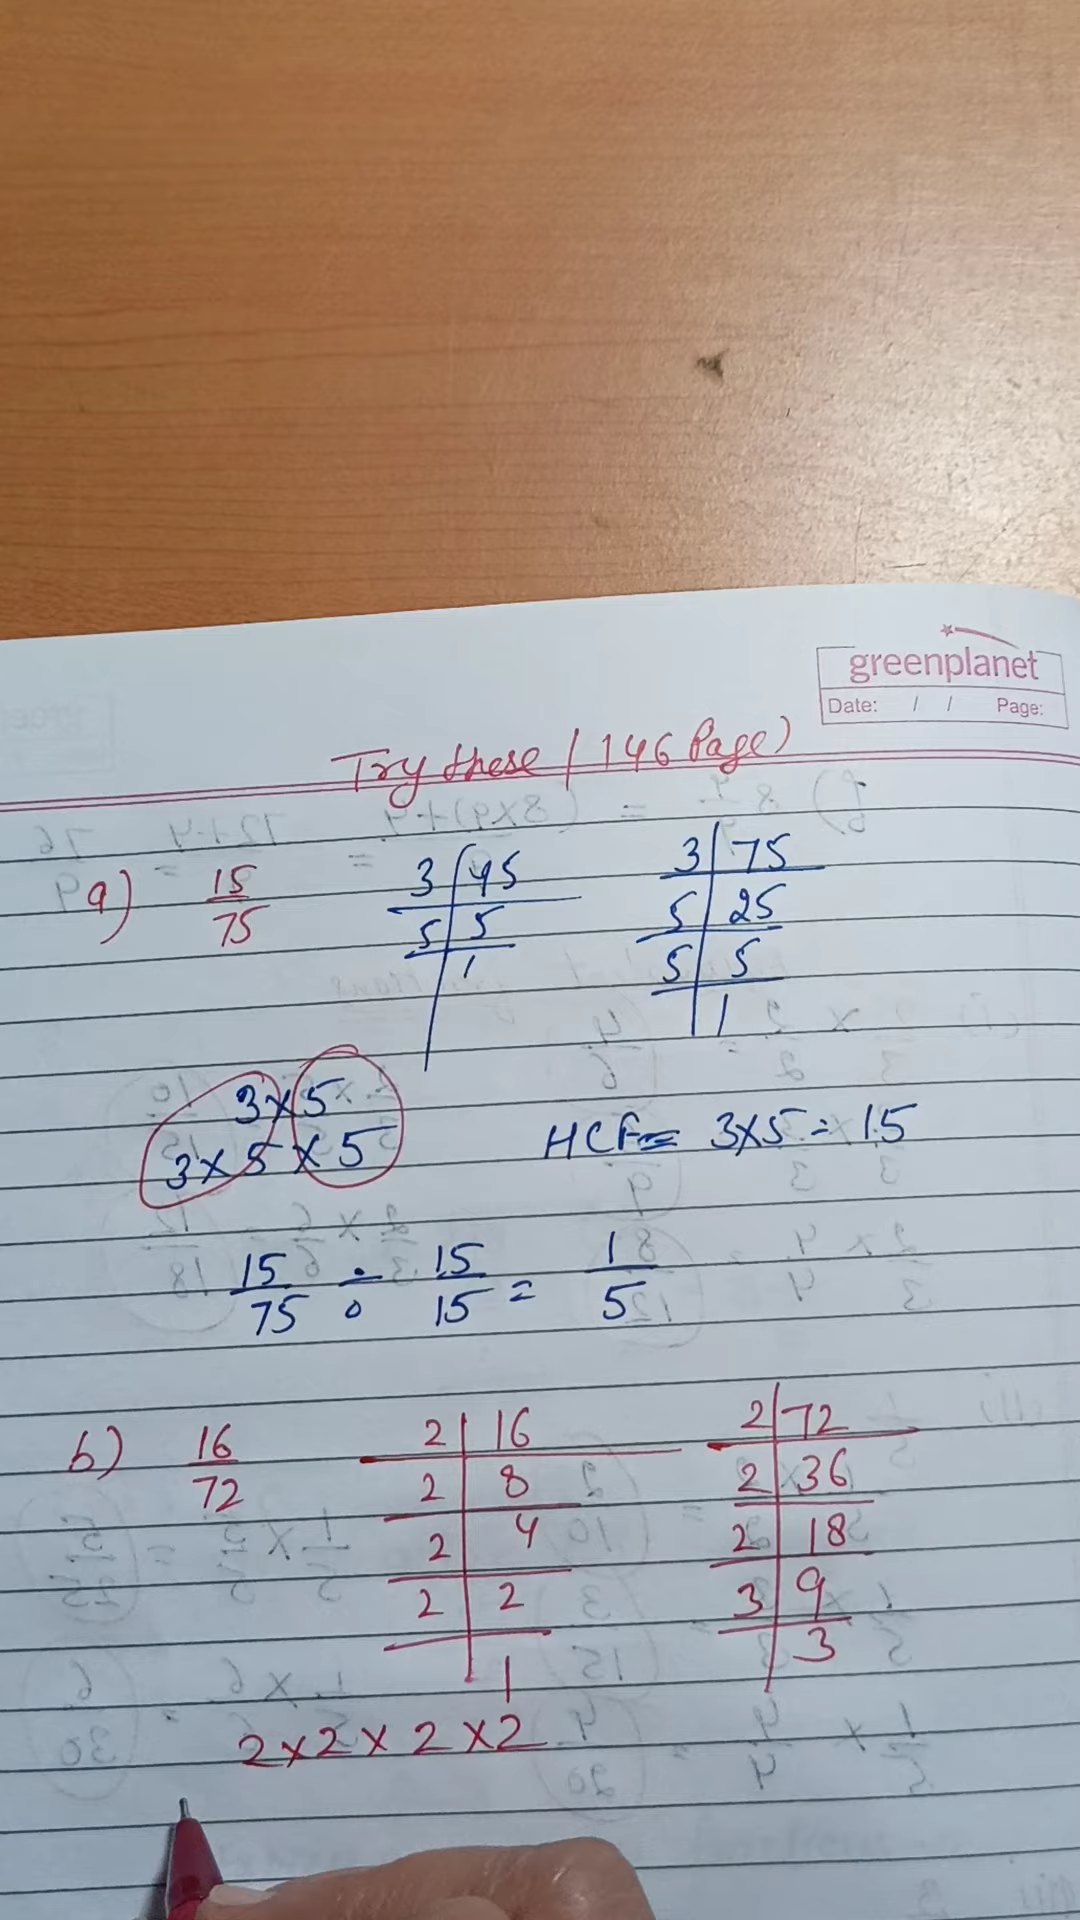 greenplanet
Date: / / Page:
Try these (146 Page)
a) 15/75 3|45 3|75
5|5 5|25
1 5|5
1
3×5
3×5×5 HCF= 3×5=15
15/75 ÷ 15/15 = 1/5
b) 16/72 2|16 2|72
2|8 2|36
2|4 2|18
2|2 3|9
1 3
2×2×2×2